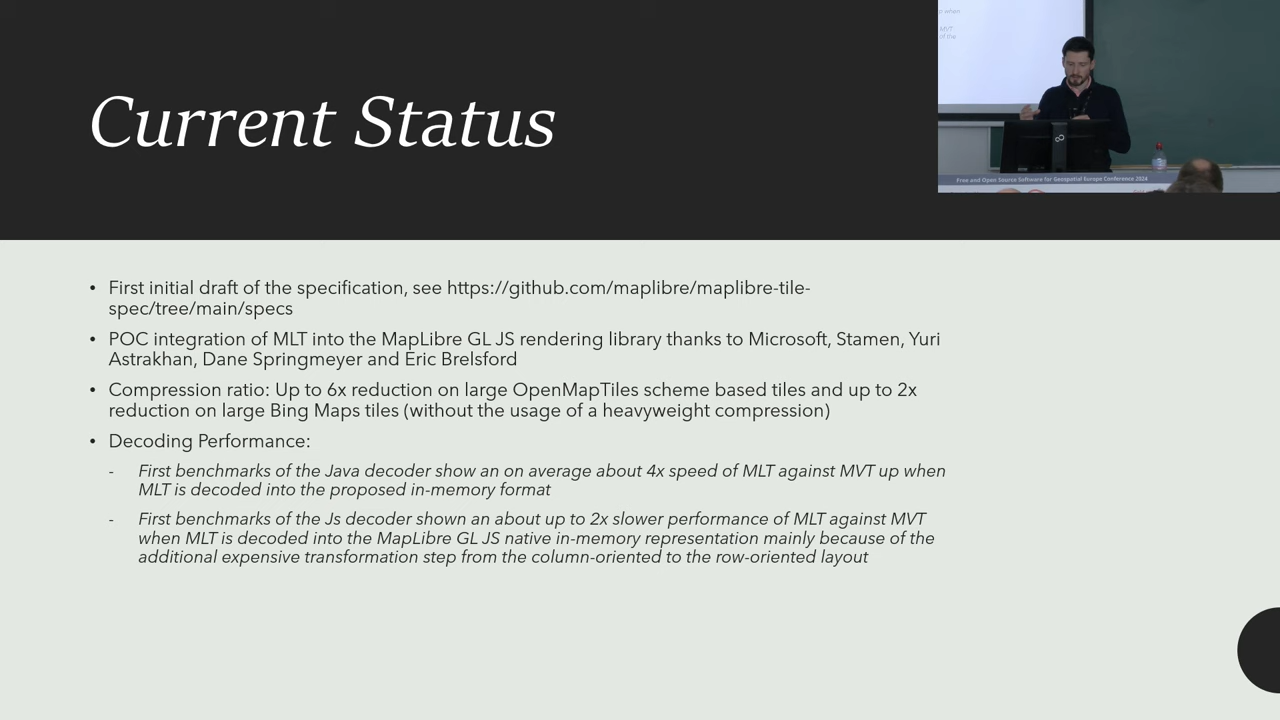 Current Status
p when
MVT
of the
Free and Open Source Software for Geospatial Europe Conference 2024
• First initial draft of the specification, see https://github.com/maplibre/maplibre-tile-
spec/tree/main/specs
• POC integration of MLT into the MapLibre GL JS rendering library thanks to Microsoft, Stamen, Yuri
Astrakhan, Dane Springmeyer and Eric Brelsford
• Compression ratio: Up to 6x reduction on large OpenMapTiles scheme based tiles and up to 2x
reduction on large Bing Maps tiles (without the usage of a heavyweight compression)
• Decoding Performance:
- First benchmarks of the Java decoder show an on average about 4x speed of MLT against MVT up when
MLT is decoded into the proposed in-memory format
- First benchmarks of the Js decoder shown an about up to 2x slower performance of MLT against MVT
when MLT is decoded into the MapLibre GL JS native in-memory representation mainly because of the
additional expensive transformation step from the column-oriented to the row-oriented layout